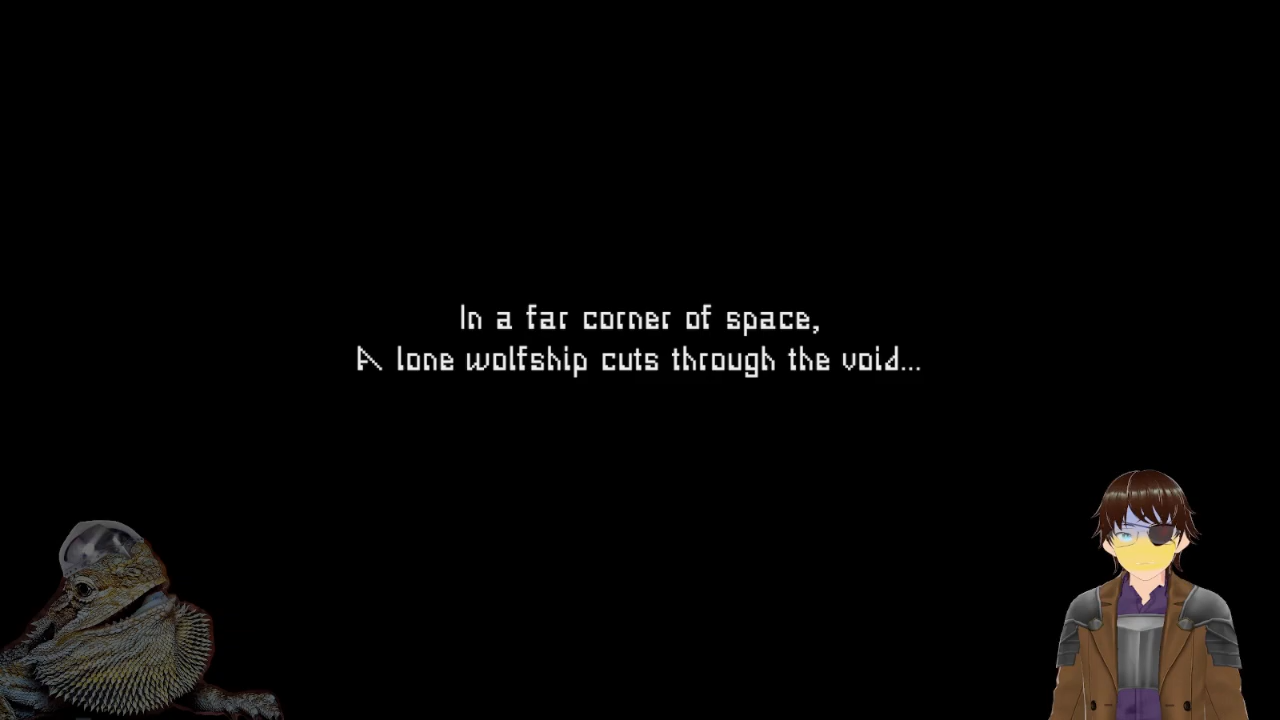 In a far corner of space,
A lone wolfship cuts through the void...